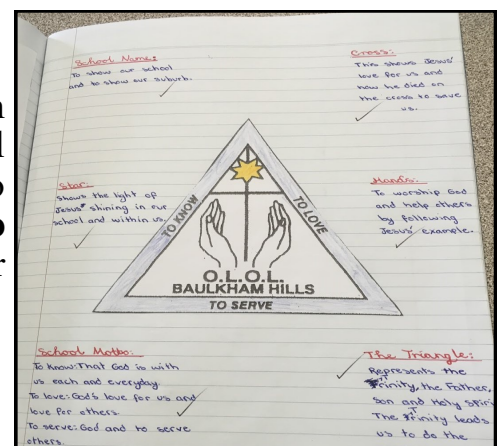 School Name:
To show our school
and to show our suburb.
Cross:
This shows Jesus'
love for us and
how he died on
the cross to save
us.
Star:
Shows the light of
Jesus' shining in our
school and within us.
Hands:
To worship God
and help others
by following
Jesus' example.
TO KNOW
TO LOVE
O.L.O.L.
BAULKHAM HILLS
TO SERVE
School Motto:
To know: That God is with
us each and everyday.
To love: God's love for us and
love for others.
To serve: God and to serve
others.
The Triangle:
Represents the
Trinity, the Father,
Son and Holy
The Trinity leads
us to do the